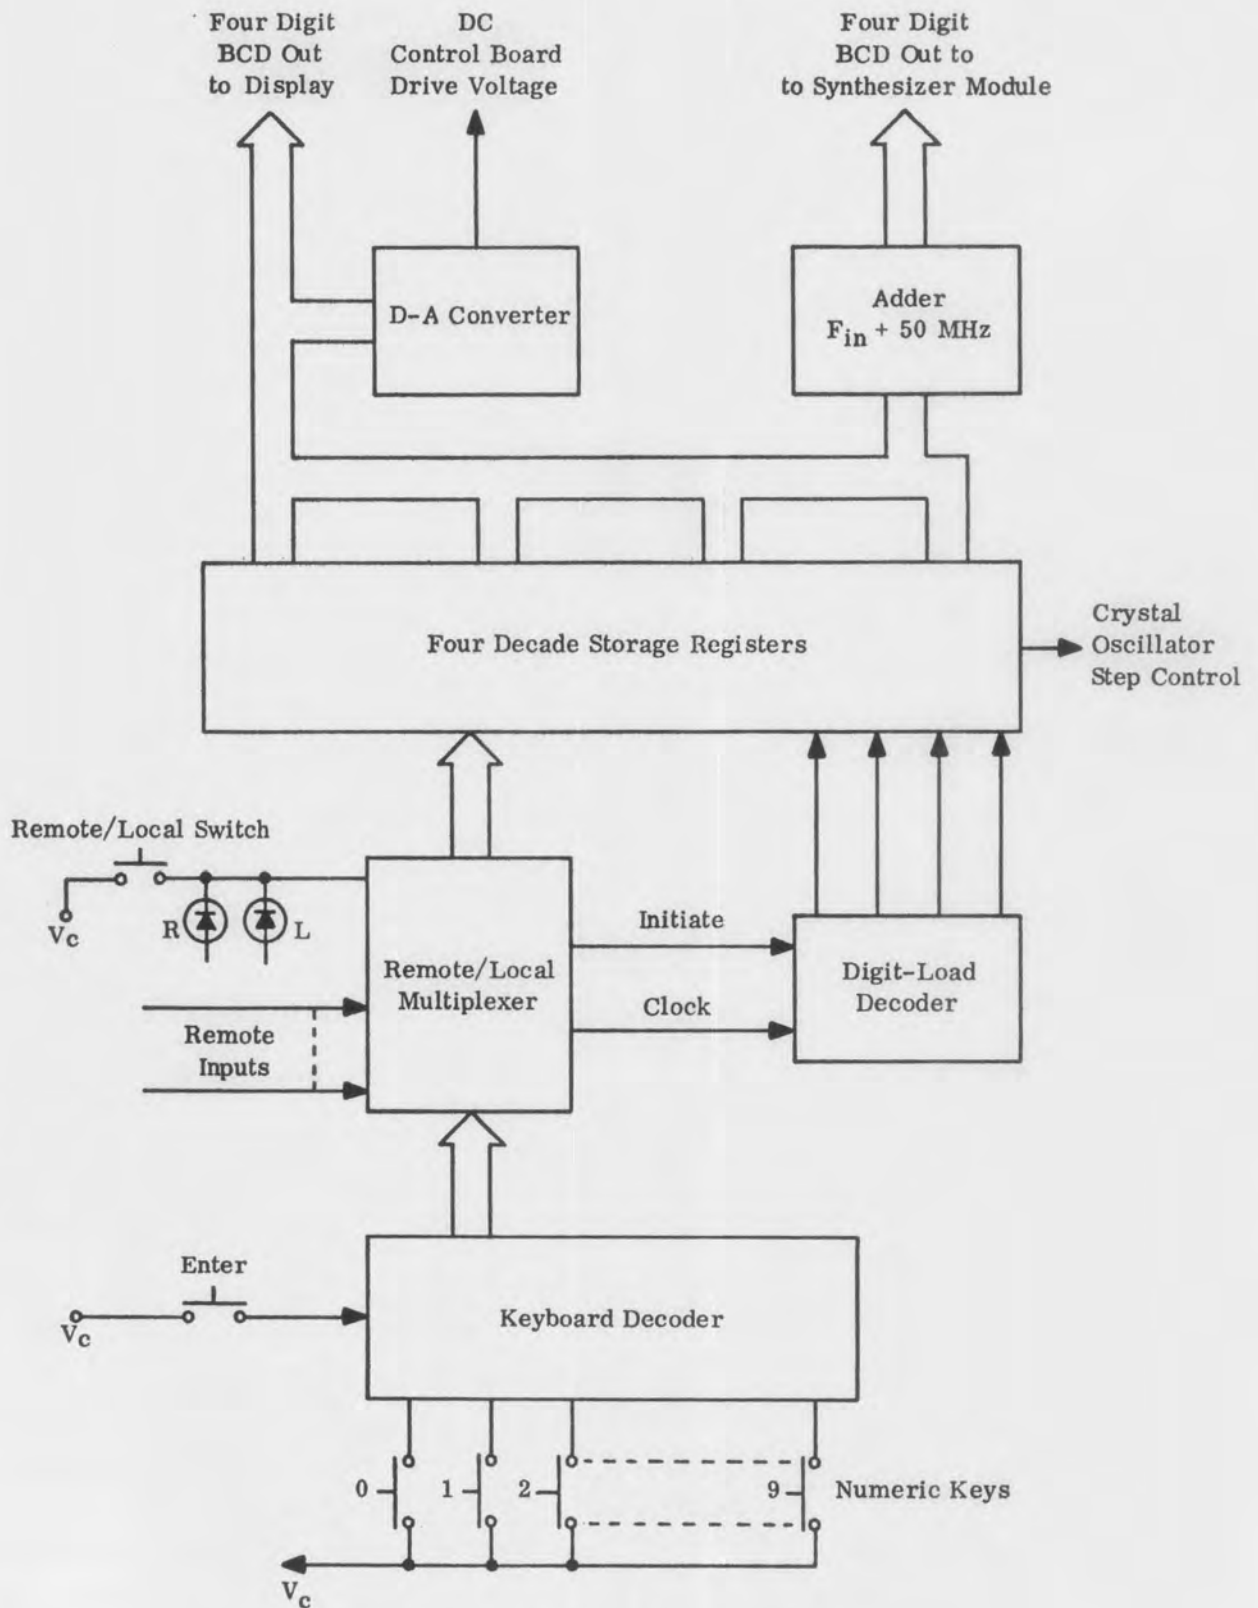 Four Digit
BCD Out
to Display
DC
Control Board
Drive Voltage
Four Digit
BCD Out to
to Synthesizer Module
D-A Converter
Adder
Fin + 50 MHz
Four Decade Storage Registers
Crystal
Oscillator
Step Control
Remote/Local Switch
Vc
R
L
Remote/Local
Multiplexer
Initiate
Clock
Digit-Load
Decoder
Remote
Inputs
Enter
Vc
Keyboard Decoder
0
1
2
9
Numeric Keys
Vc